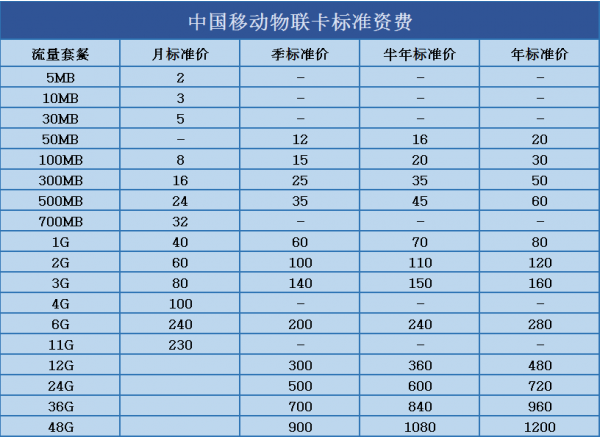 中国移动物联卡标准资费
流量套餐 月标准价 季标准价 半年标准价 年标准价
5MB 2 - - -
10MB 3 - - -
30MB 5 - - -
50MB - 12 16 20
100MB 8 15 20 30
300MB 16 25 35 50
500MB 24 35 45 60
700MB 32 - - -
1G 40 60 70 80
2G 60 100 110 120
3G 80 140 150 160
4G 100 - - -
6G 240 200 240 280
11G 230 - - -
12G 300 360 480
24G 500 600 720
36G 700 840 960
48G 900 1080 1200